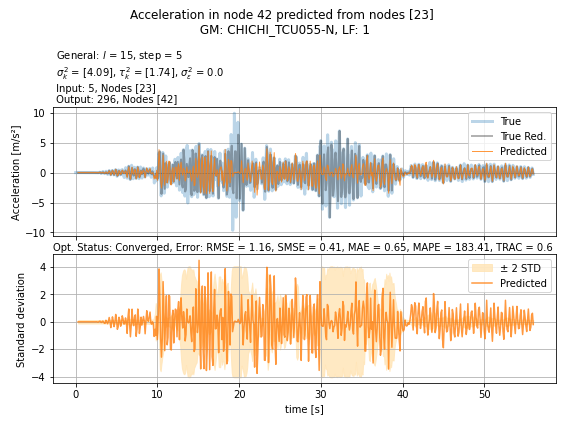 Acceleration in node 42 predicted from nodes [23]
GM: CHICHI_TCU055-N, LF: 1
General: l = 15, step = 5
σ²ₖ = [4.09], τ²ₖ = [1.74], σ²ₑ = 0.0
Input: 5, Nodes [23]
Output: 296, Nodes [42]
Acceleration [m/s²]
10
5
0
−5
−10
True
True Red.
Predicted
Opt. Status: Converged, Error: RMSE = 1.16, SMSE = 0.41, MAE = 0.65, MAPE = 183.41, TRAC = 0.6
Standard deviation
4
2
0
−2
−4
± 2 STD
Predicted
0 10 20 30 40 50
time [s]